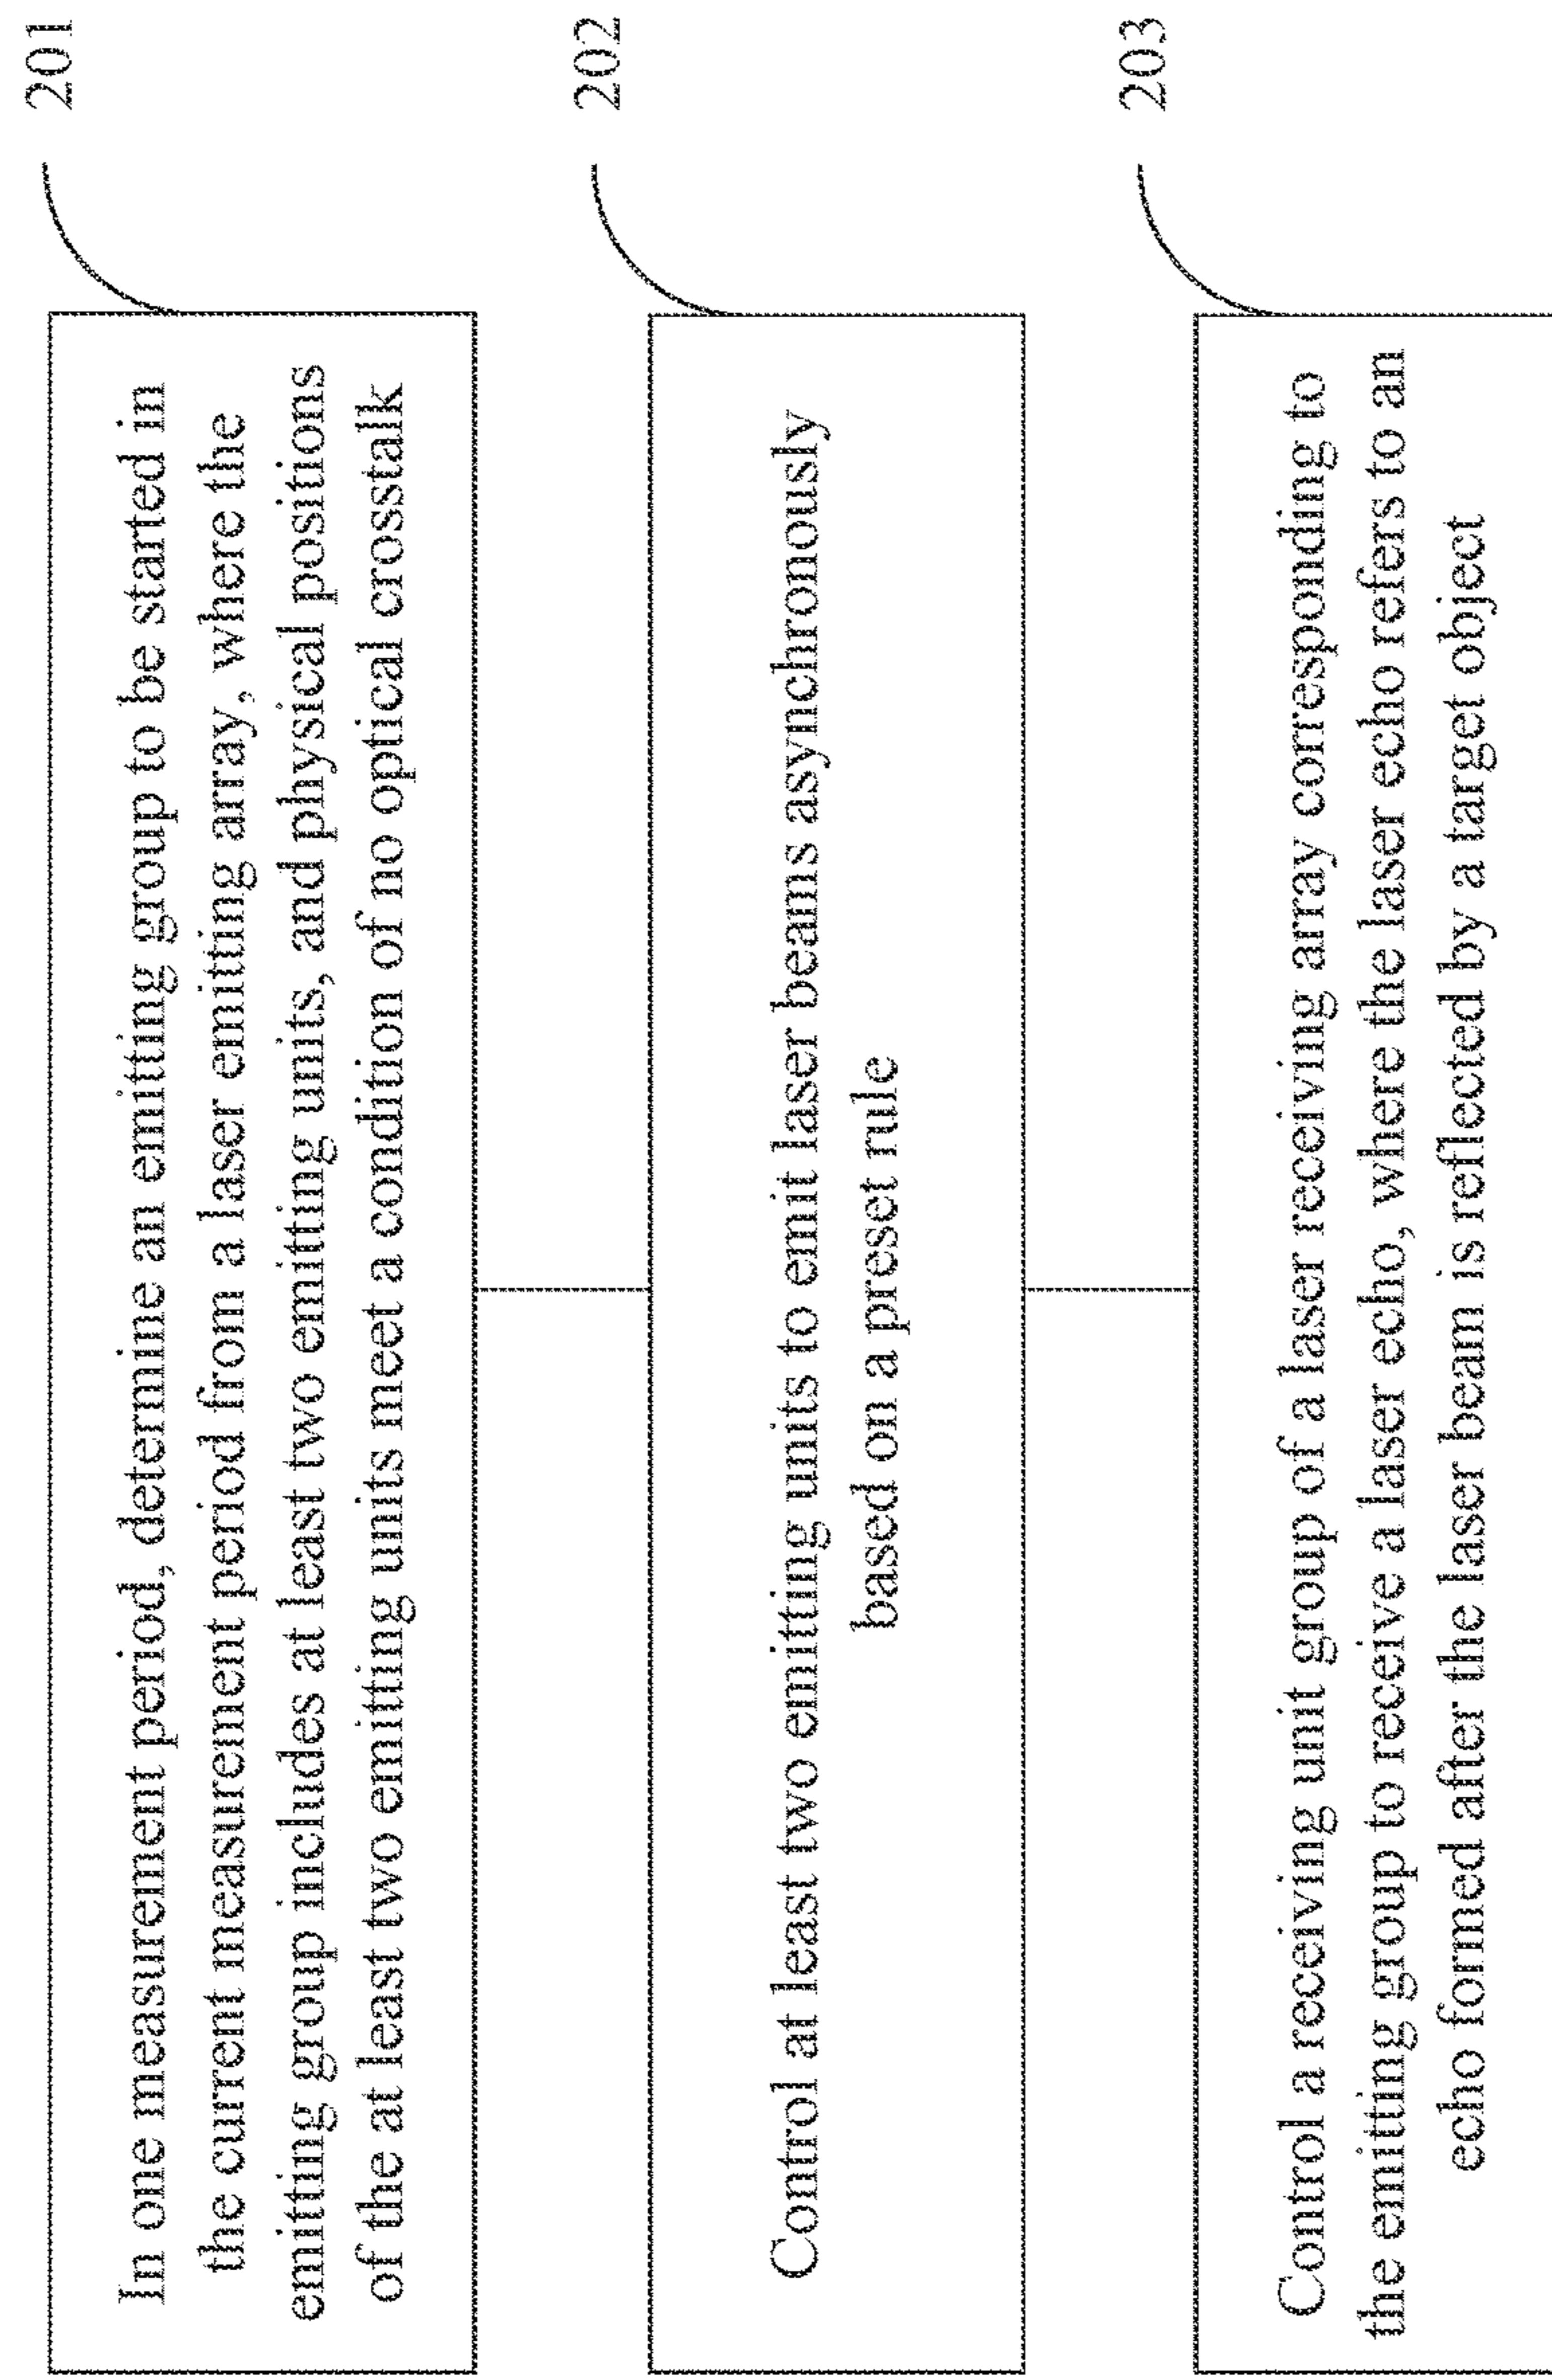 In one measurement period, determine an emitting group to be started in
the current measurement period from a laser emitting array, where the
emitting group includes at least two emitting units, and physical positions
of the at least two emitting units meet a condition of no optical crosstalk
201
Control at least two emitting units to emit laser beams asynchronously
based on a preset rule
202
Control a receiving unit group of a laser receiving array corresponding to
the emitting group to receive a laser echo, where the laser echo refers to an
echo formed after the laser beam is reflected by a target object
203